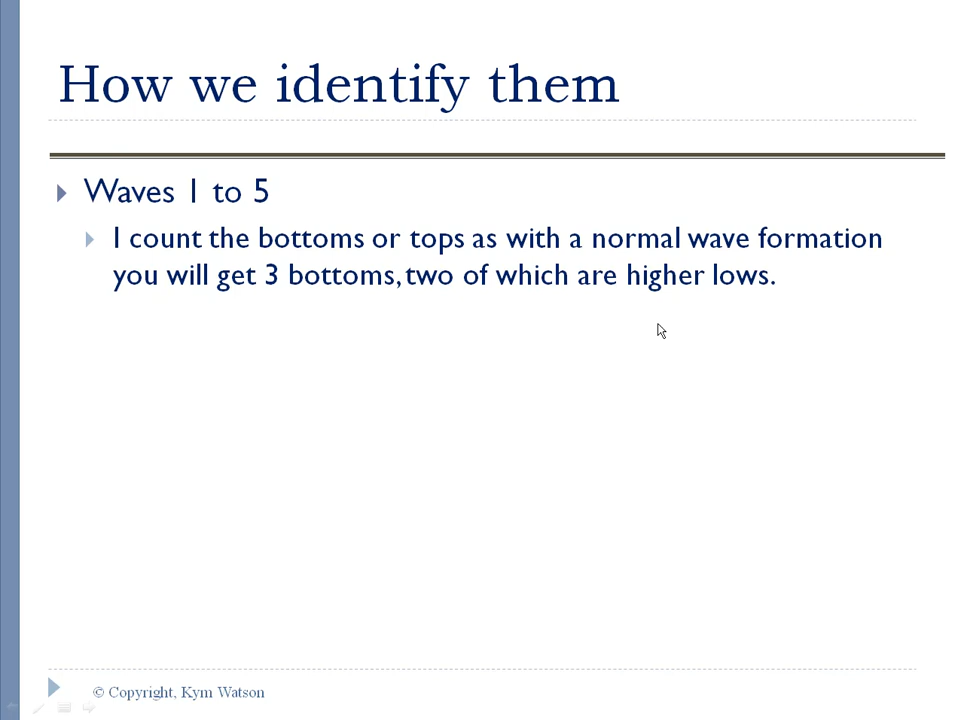 How we identify them
Waves 1 to 5
I count the bottoms or tops as with a normal wave formation
you will get 3 bottoms, two of which are higher lows.
© Copyright, Kym Watson